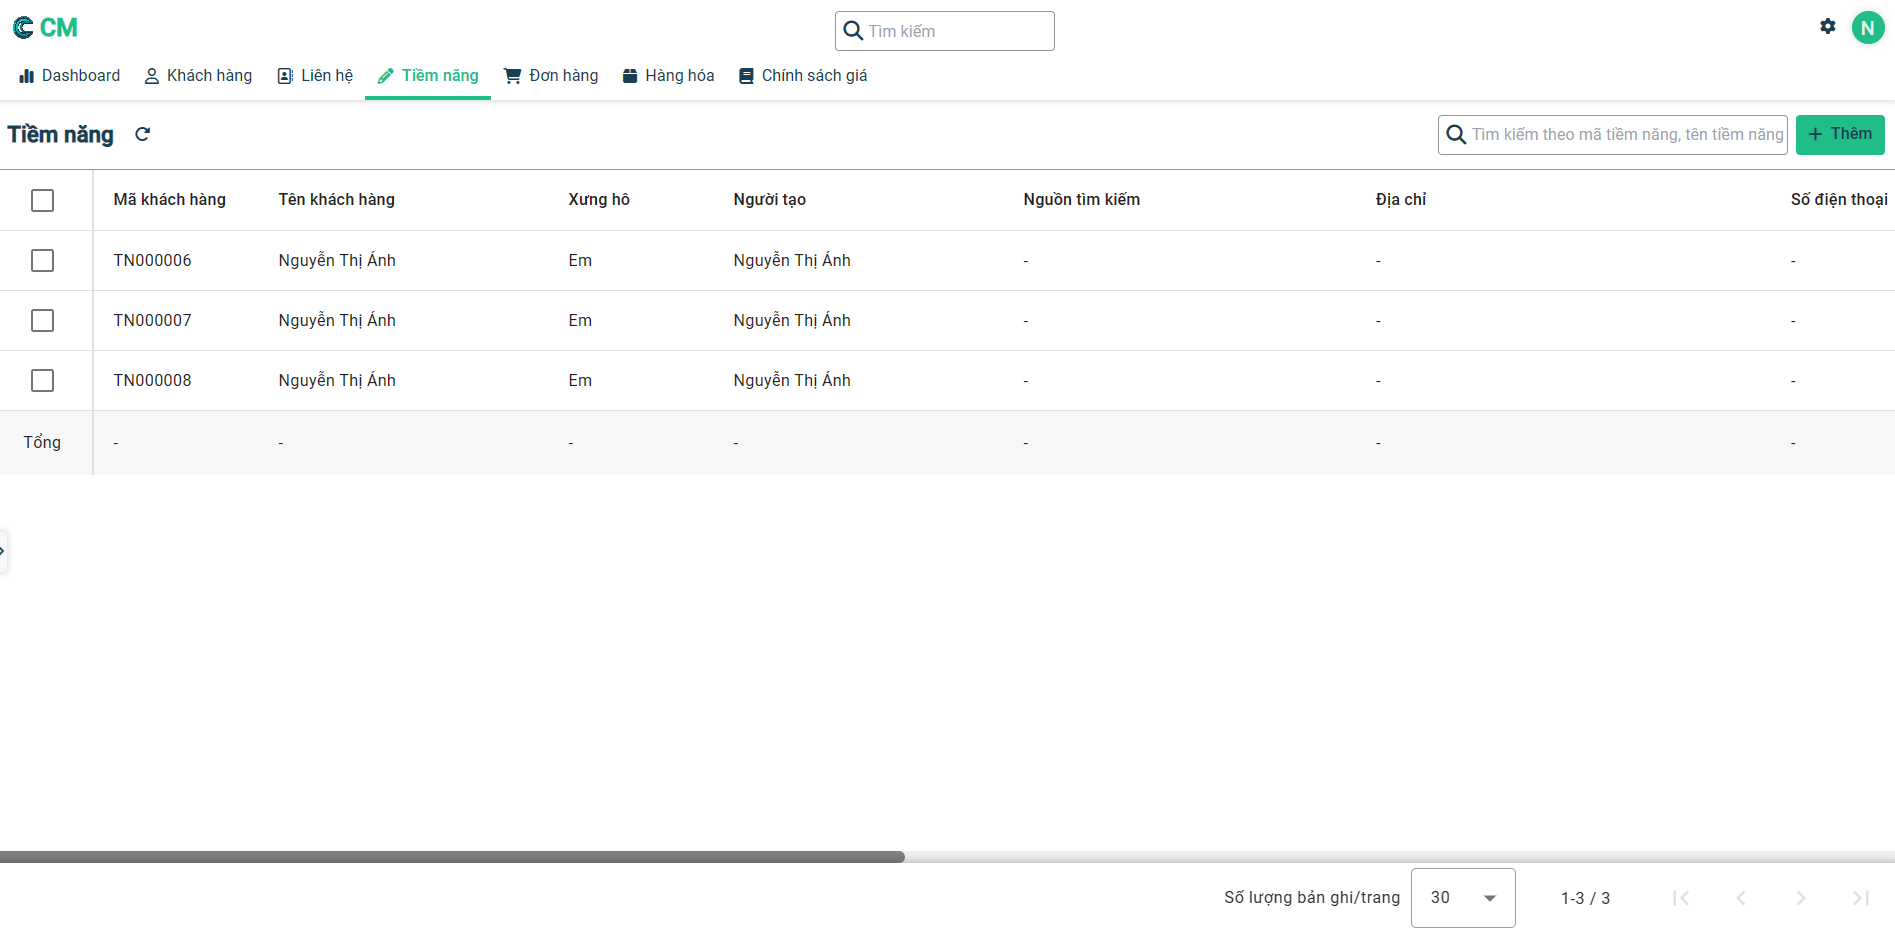 CM
Tìm kiếm
N
Dashboard Khách hàng Liên hệ Tiềm năng Đơn hàng Hàng hóa Chính sách giá
Tiềm năng
Tìm kiếm theo mã tiềm năng, tên tiềm năng
Thêm
Mã khách hàng Tên khách hàng Xưng hô Người tạo Nguồn tìm kiếm Địa chỉ Số điện thoại
TN000006 Nguyễn Thị Ánh Em Nguyễn Thị Ánh - - -
TN000007 Nguyễn Thị Ánh Em Nguyễn Thị Ánh - - -
TN000008 Nguyễn Thị Ánh Em Nguyễn Thị Ánh - - -
Tổng - - - - - - -
Số lượng bản ghi/trang 30 1-3 / 3